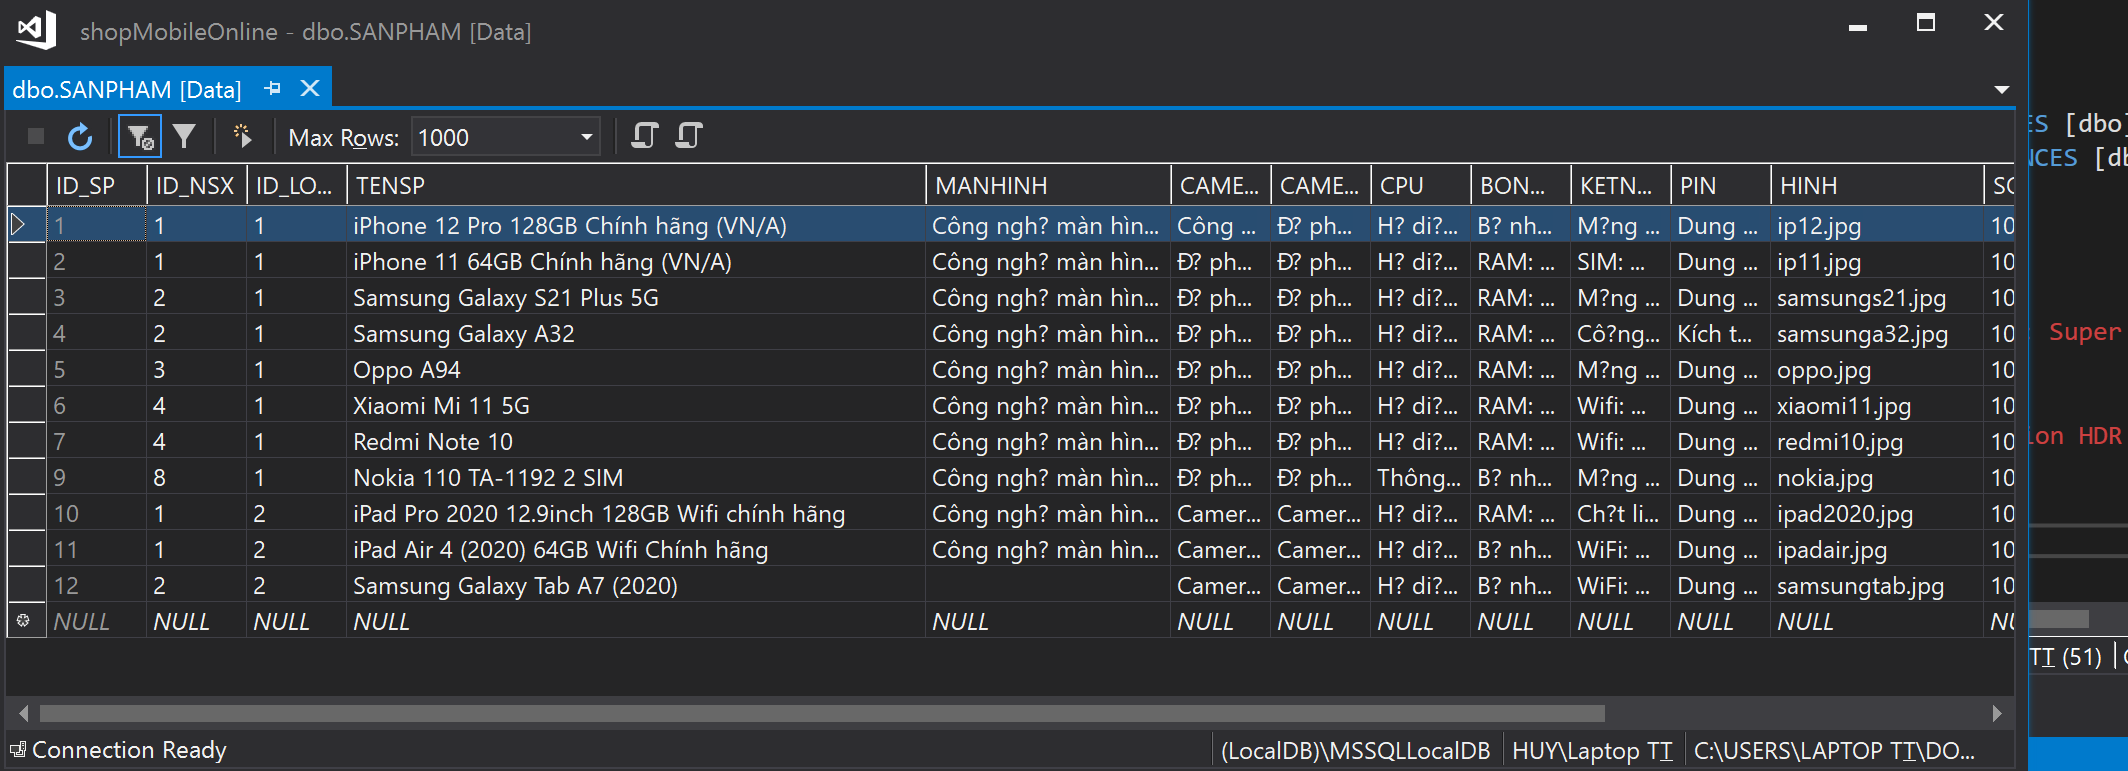 shopMobileOnline - dbo.SANPHAM [Data]
dbo.SANPHAM [Data]
Max Rows: 1000
ID_SP ID_NSX ID_LO... TENSP MANHINH CAME... CAME... CPU BON... KETN... PIN HINH SC
1 1 1 iPhone 12 Pro 128GB Chính hãng (VN/A) Công ngh? màn hìn... Công ... Đ? ph... H? di?... B? nh... M?ng ... Dung ... ip12.jpg 10
2 1 1 iPhone 11 64GB Chính hãng (VN/A) Công ngh? màn hìn... Đ? ph... Đ? ph... H? di?... RAM: ... SIM: ... Dung ... ip11.jpg 10
3 2 1 Samsung Galaxy S21 Plus 5G Công ngh? màn hìn... Đ? ph... Đ? ph... H? di?... RAM: ... M?ng ... Dung ... samsungs21.jpg 10
4 2 1 Samsung Galaxy A32 Công ngh? màn hìn... Đ? ph... Đ? ph... H? di?... RAM: ... Cô?ng... Kích t... samsunga32.jpg 10
5 3 1 Oppo A94 Công ngh? màn hìn... Đ? ph... Đ? ph... H? di?... RAM: ... M?ng ... Dung ... oppo.jpg 10
6 4 1 Xiaomi Mi 11 5G Công ngh? màn hìn... Đ? ph... Đ? ph... H? di?... RAM: ... Wifi: ... Dung ... xiaomi11.jpg 10
7 4 1 Redmi Note 10 Công ngh? màn hìn... Đ? ph... Đ? ph... H? di?... RAM: ... Wifi: ... Dung ... redmi10.jpg 10
9 8 1 Nokia 110 TA-1192 2 SIM Công ngh? màn hìn... Đ? ph... Đ? ph... Thông... B? nh... M?ng ... Dung ... nokia.jpg 10
10 1 2 iPad Pro 2020 12.9inch 128GB Wifi chính hãng Công ngh? màn hìn... Camer... Camer... H? di?... RAM: ... Ch?t li... Dung ... ipad2020.jpg 10
11 1 2 iPad Air 4 (2020) 64GB Wifi Chính hãng Công ngh? màn hìn... Camer... Camer... H? di?... B? nh... WiFi: ... Dung ... ipadair.jpg 10
12 2 2 Samsung Galaxy Tab A7 (2020) Camer... Camer... H? di?... B? nh... WiFi: ... Dung ... samsungtab.jpg 10
NULL NULL NULL NULL NULL NULL NULL NULL NULL NULL NULL NULL NU
Connection Ready (LocalDB)\MSSQLLocalDB HUY\Laptop TT C:\USERS\LAPTOP TT\DO...
ES [dbo]
NCES [db
Super
ion HDR
TT (51)